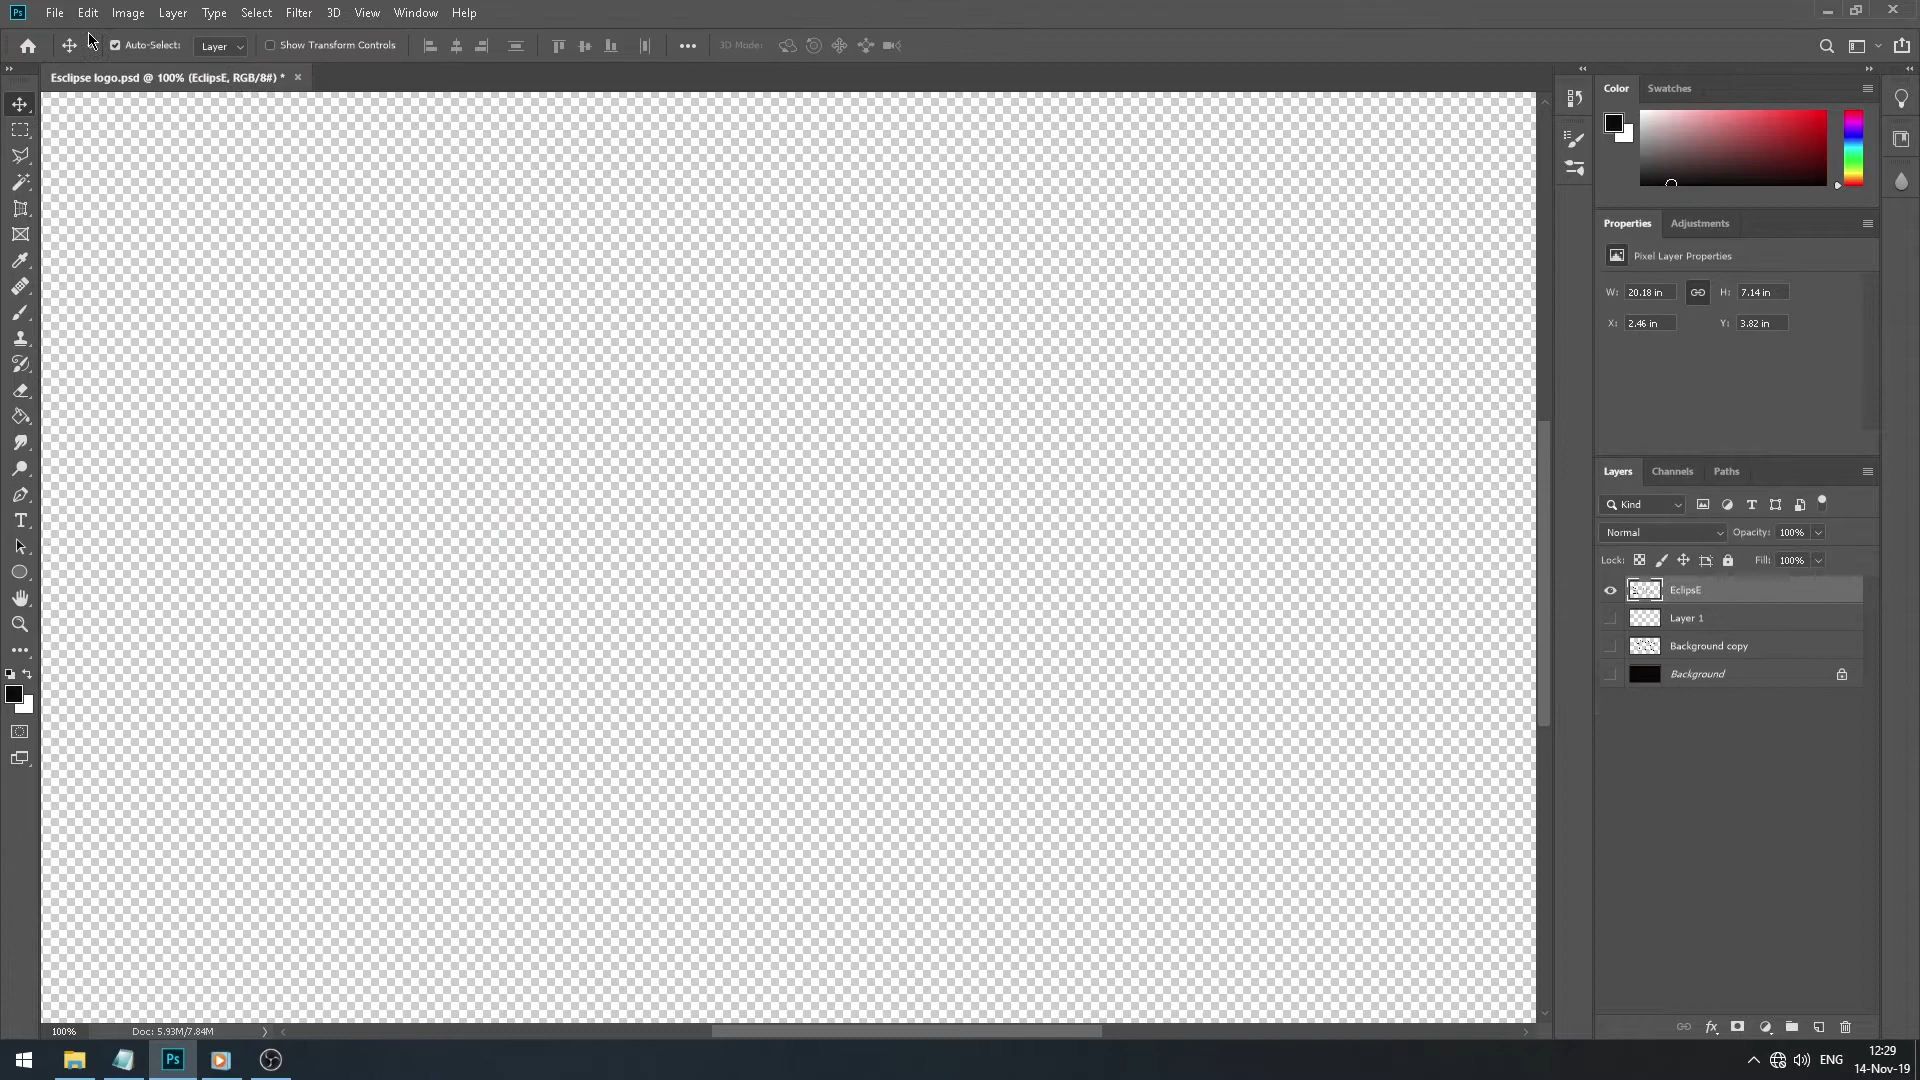 Ps File Edit Image Layer Type Select Filter 3D View Window Help
Auto-Select: Layer Show Transform Controls 3D Mode:
Esclipse logo.psd @ 100% (EclipsE, RGB/8#) *
Color Swatches
Properties Adjustments
Pixel Layer Properties
W: 20.18 in H: 7.14 in
X: 2.46 in Y: 3.82 in
Layers Channels Paths
Kind
Normal Opacity: 100%
Lock: Fill: 100%
EclipsE
Layer 1
Background copy
Background
fx
100% Doc: 5.93M/7.84M
Ps ENG 12:29
14-Nov-19